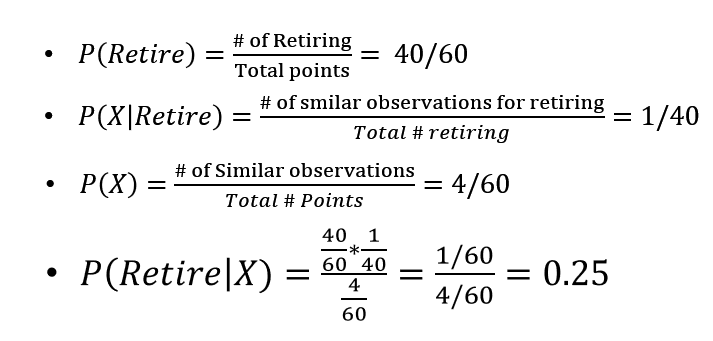 • P(Retire) = # of Retiring / Total points = 40/60
• P(X|Retire) = # of smilar observations for retiring / Total # retiring = 1/40
• P(X) = # of Similar observations / Total # Points = 4/60
• P(Retire|X) = 40/60 * 1/40 / 4/60 = 1/60 / 4/60 = 0.25